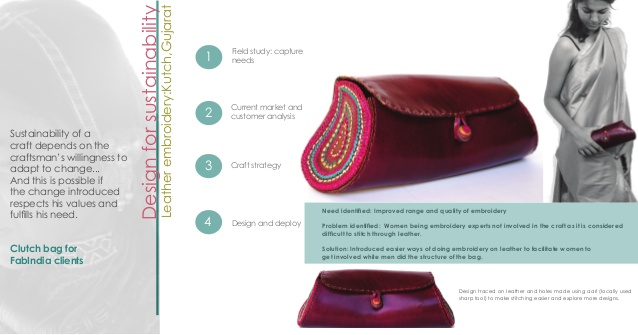 Sustainability of a
craft depends on the
craftsman's willingness to
adapt to change...
And this is possible if
the change introduced
respects his values and
fulfills his need.
Clutch bag for
FabIndia clients
Design for sustainability
Leather embroidery:Kutch,Gujarat
1 Field study: capture
needs
2 Current market and
customer analysis
3 Craft strategy
4 Design and deploy
Need identified: Improved range and quality of embroidery
Problem identified: Women being embroidery experts not involved in the craft as it is considered
difficult to stitch through leather.
Solution: Introduced easier ways of doing embroidery on leather to facilitate women to
get involved while men did the structure of the bag.
Design traced on leather and holes made using aari (locally used
sharp tool) to make stitching easier and explore more designs.